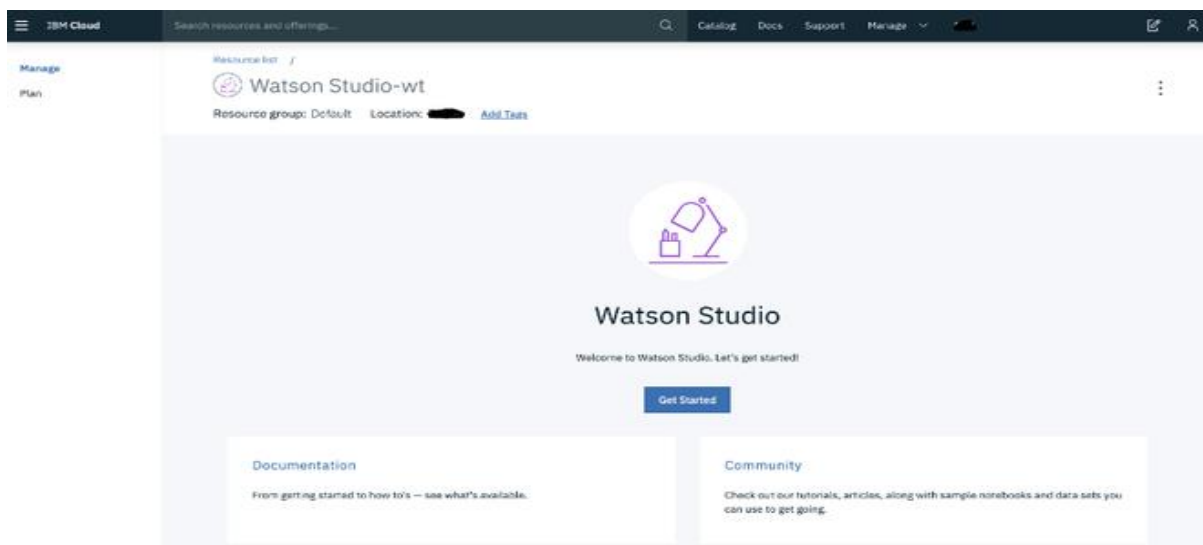 IBM Cloud
Search resources and offerings...
Catalog Docs Support Manage
Manage
Plan
Resource list /
Watson Studio-wt
Resource group: Default Location: Add Tags
Watson Studio
Welcome to Watson Studio. Let's get started!
Get Started
Documentation
From getting started to how to's — see what's available.
Community
Check out our tutorials, articles, along with sample notebooks and data sets you
can use to get going.